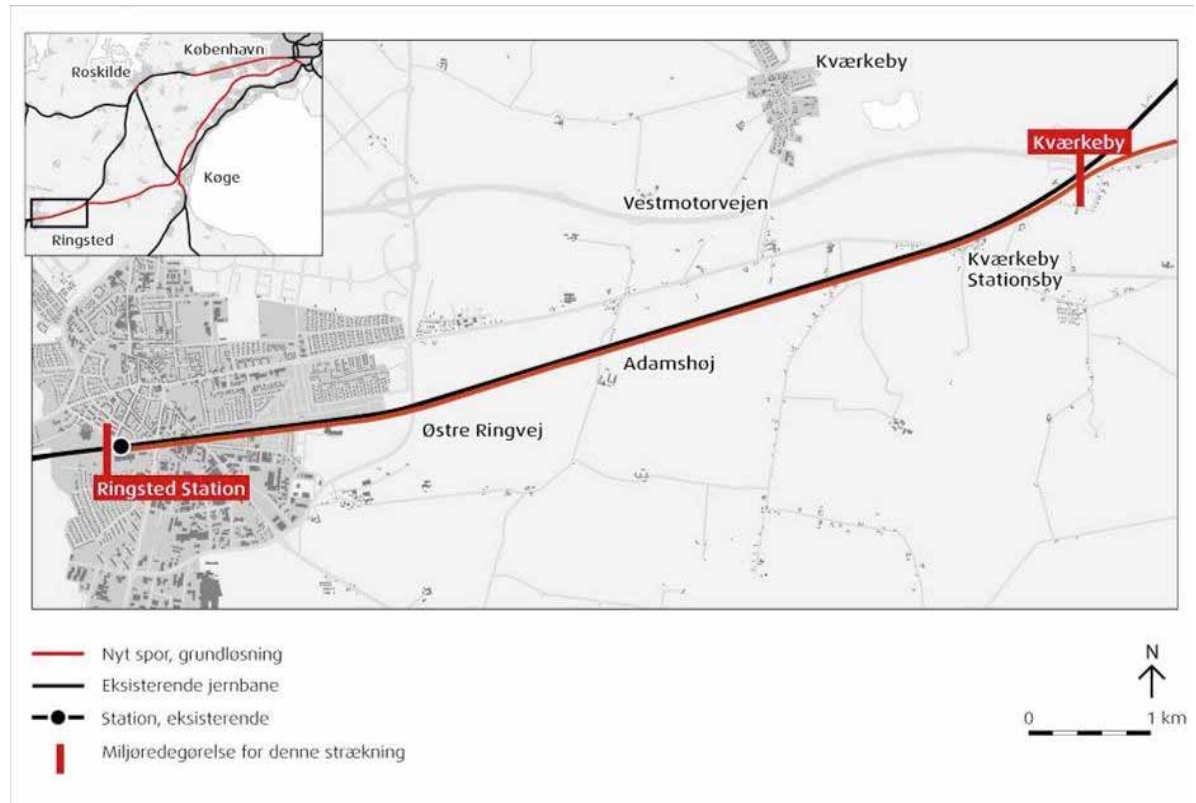 København
Roskilde
Køge
Ringsted
Kværkeby
Kværkeby
Vestmotorvejen
Kværkeby
Stationsby
Adamshøj
Østre Ringvej
Ringsted Station
Nyt spor, grundløsning
Eksisterende jernbane
Station, eksisterende
Miljøredegørelse for denne strækning
N
0 1 km